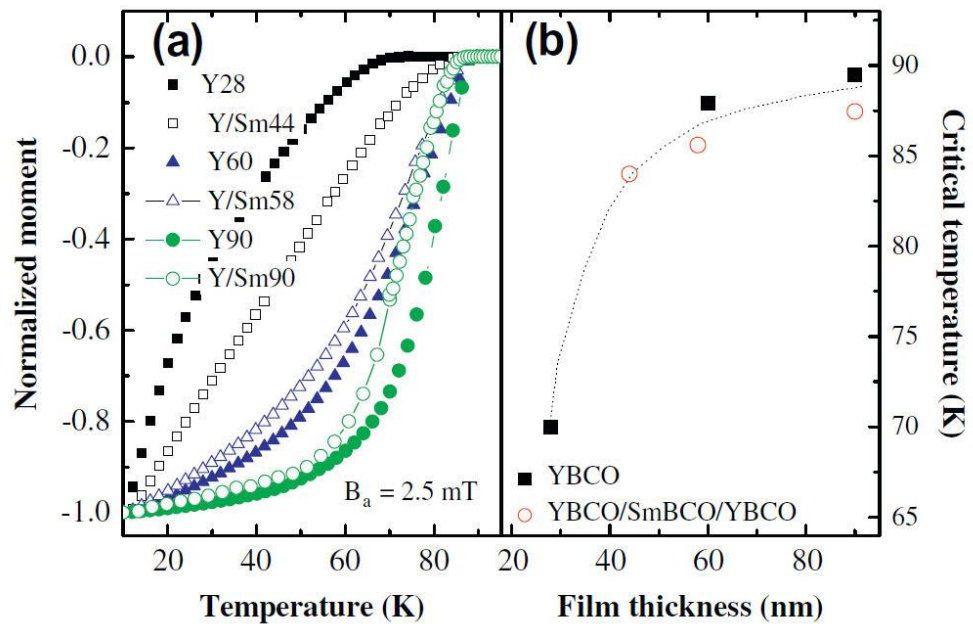 (a)
0.0
-0.2
-0.4
-0.6
-0.8
-1.0
Normalized moment
Y28
Y/Sm44
Y60
Y/Sm58
Y90
Y/Sm90
Bₐ = 2.5 mT
20
40
60
80
Temperature (K)
(b)
90
85
80
75
70
65
Critical temperature (K)
YBCO
YBCO/SmBCO/YBCO
20
40
60
80
Film thickness (nm)